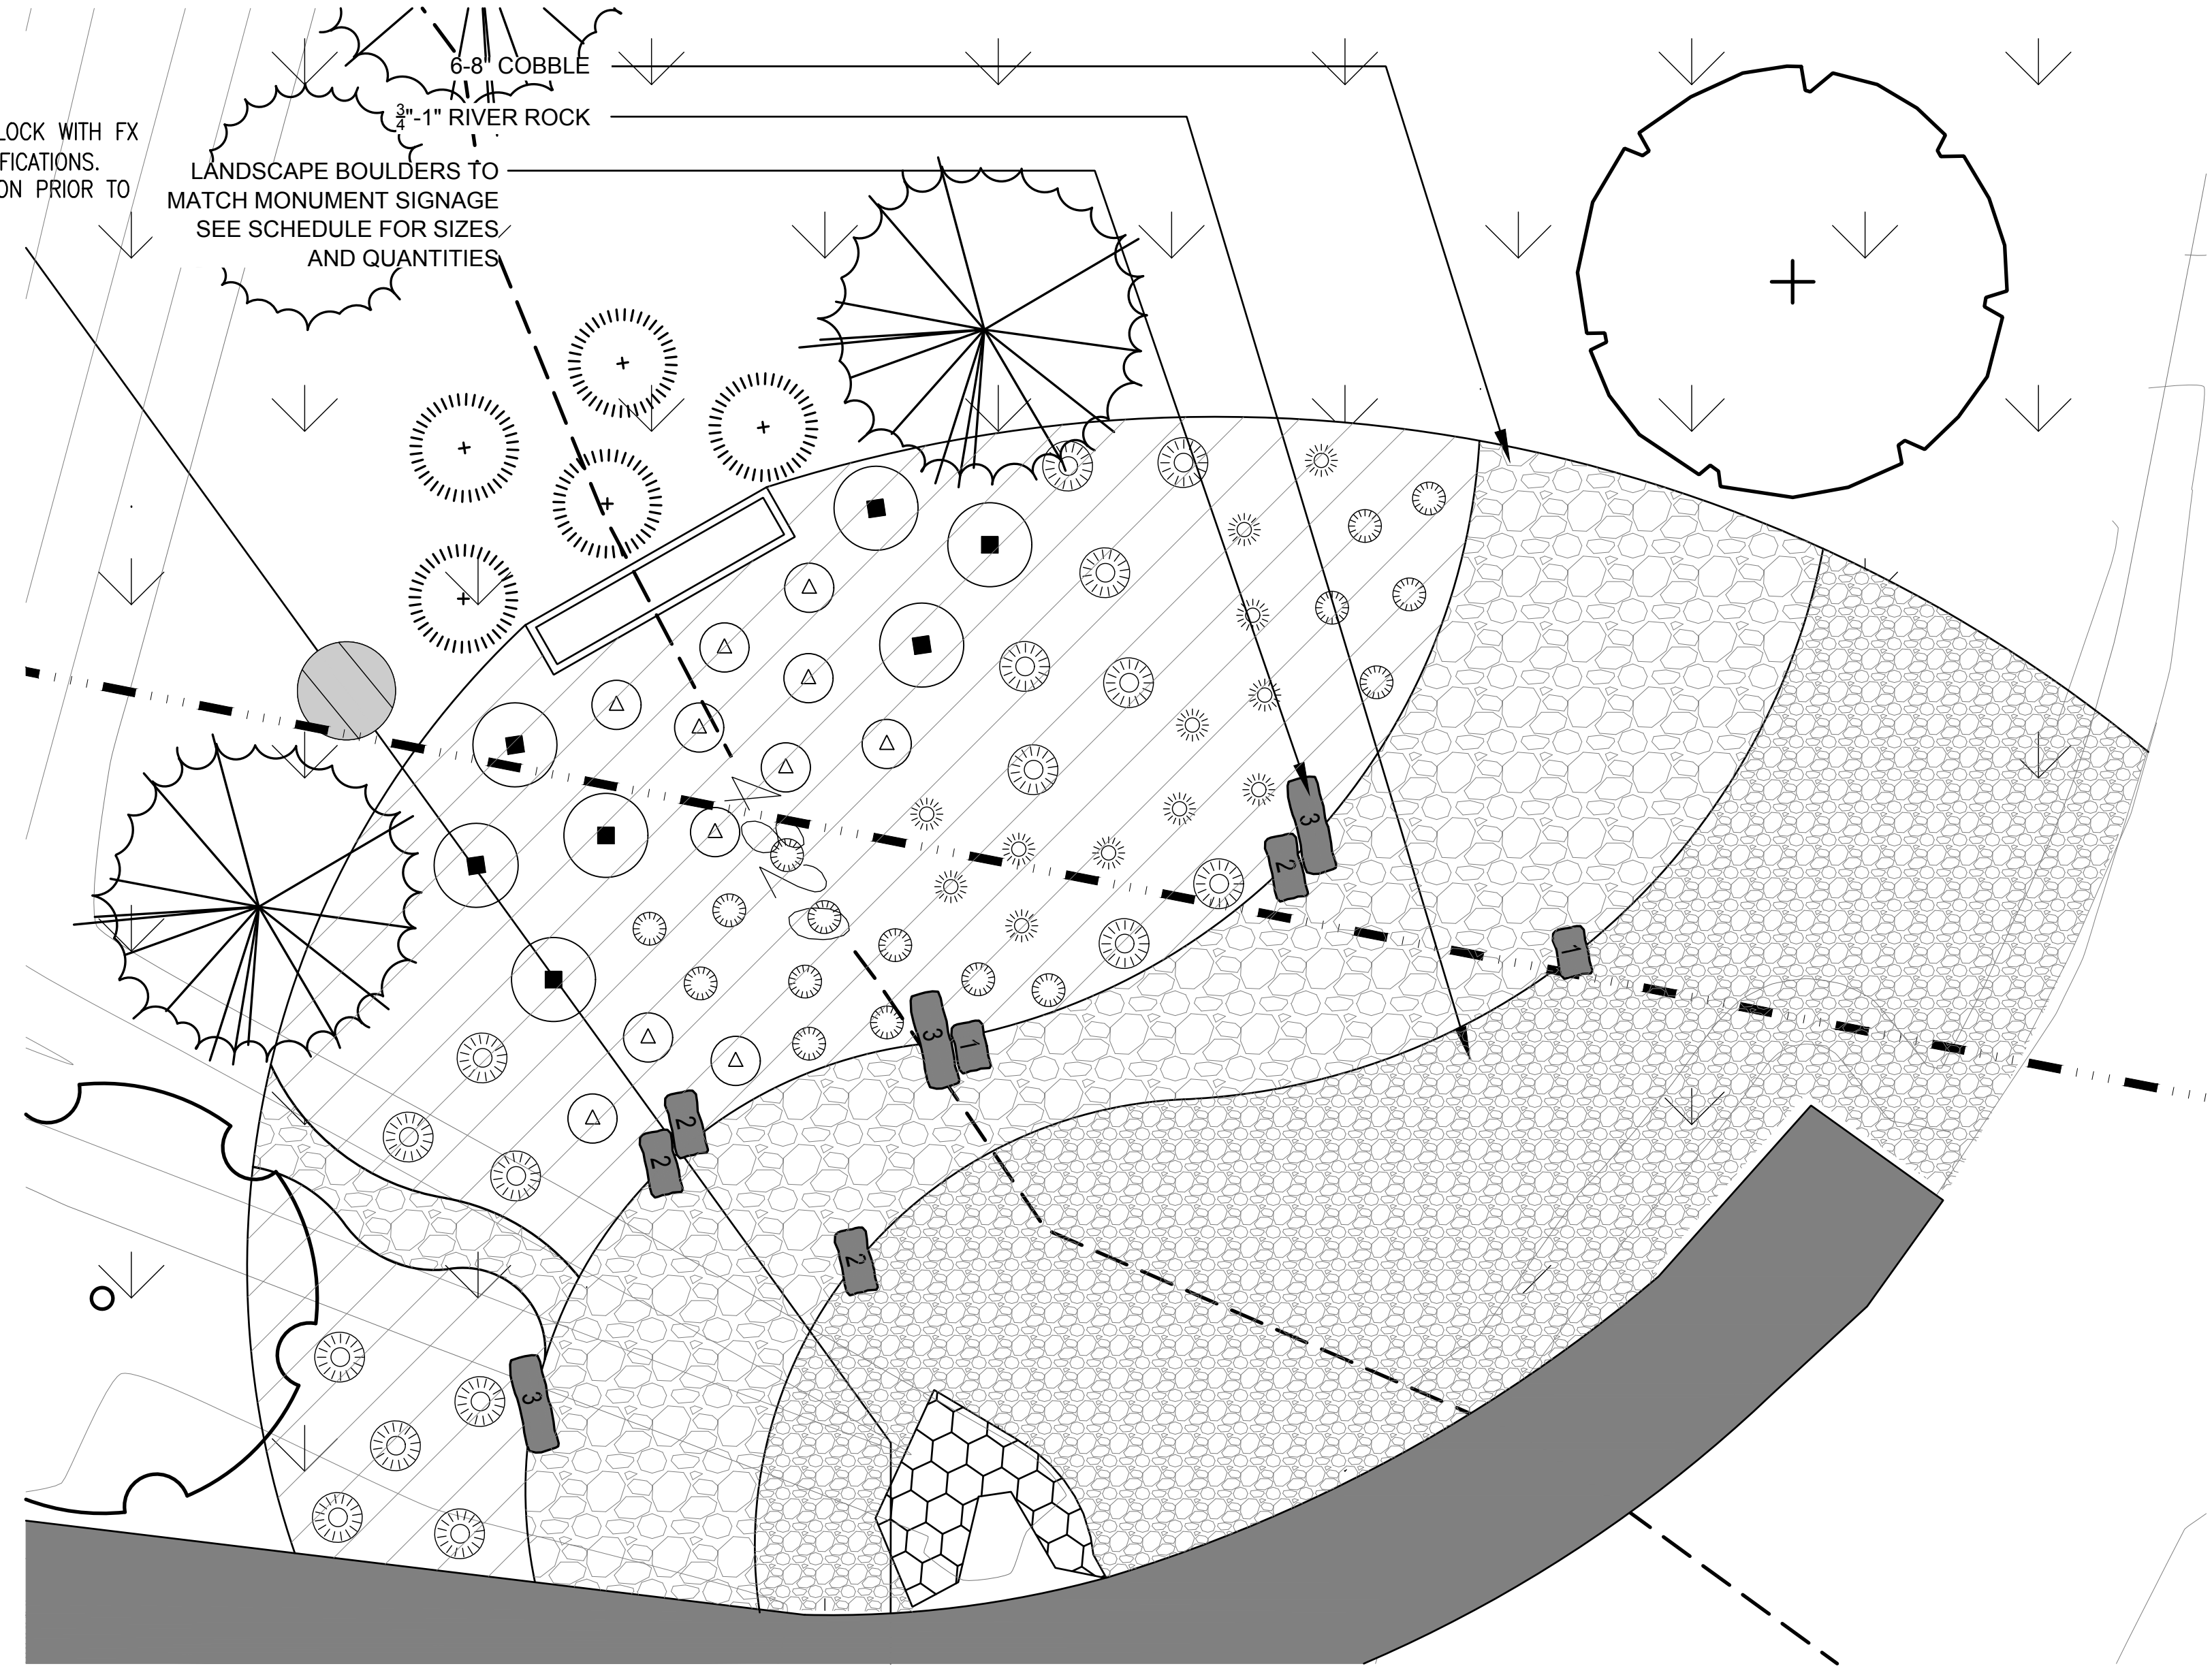 6-8" COBBLE
3/4"-1" RIVER ROCK
LOCK WITH FX
FICATIONS.
ON PRIOR TO
LANDSCAPE BOULDERS TO
MATCH MONUMENT SIGNAGE
SEE SCHEDULE FOR SIZES
AND QUANTITIES
3
2
1
3
1
2
2
2
3